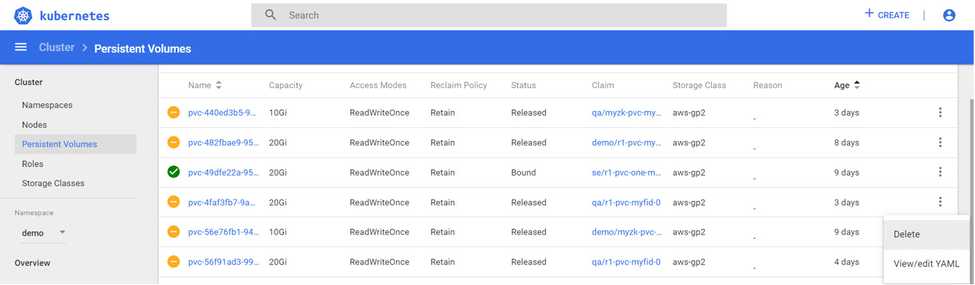 kubernetes
Search
+ CREATE
Cluster > Persistent Volumes
Cluster
Namespaces
Nodes
Persistent Volumes
Roles
Storage Classes
Namespace
demo
Overview
Name Capacity Access Modes Reclaim Policy Status Claim Storage Class Reason Age
pvc-440ed3b5-9... 10Gi ReadWriteOnce Retain Released qa/myzk-pvc-my... aws-gp2 - 3 days
pvc-482fbae9-95... 20Gi ReadWriteOnce Retain Released demo/r1-pvc-my... aws-gp2 - 8 days
pvc-49dfe22a-95... 20Gi ReadWriteOnce Retain Bound se/r1-pvc-one-m... aws-gp2 - 9 days
pvc-4faf3fb7-9a... 20Gi ReadWriteOnce Retain Released qa/r1-pvc-myfid-0 aws-gp2 - 3 days
pvc-56e76fb1-94... 10Gi ReadWriteOnce Retain Released demo/myzk-pvc-... aws-gp2 - 9 days
pvc-56f91ad3-99... 20Gi ReadWriteOnce Retain Released qa/r1-pvc-myfid-0 aws-gp2 - 4 days
Delete
View/edit YAML